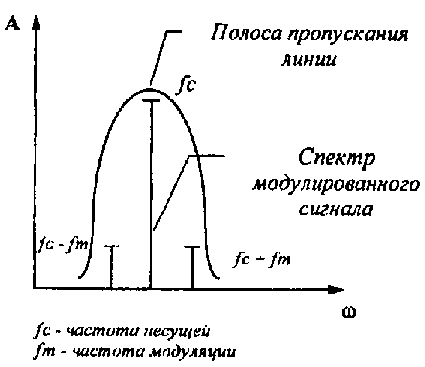 A
Полоса пропускания
линии
fc
Спектр
модулированного
сигнала
fc - fm
fc + fm
ω
fc - частота несущей
fm - частота модуляции